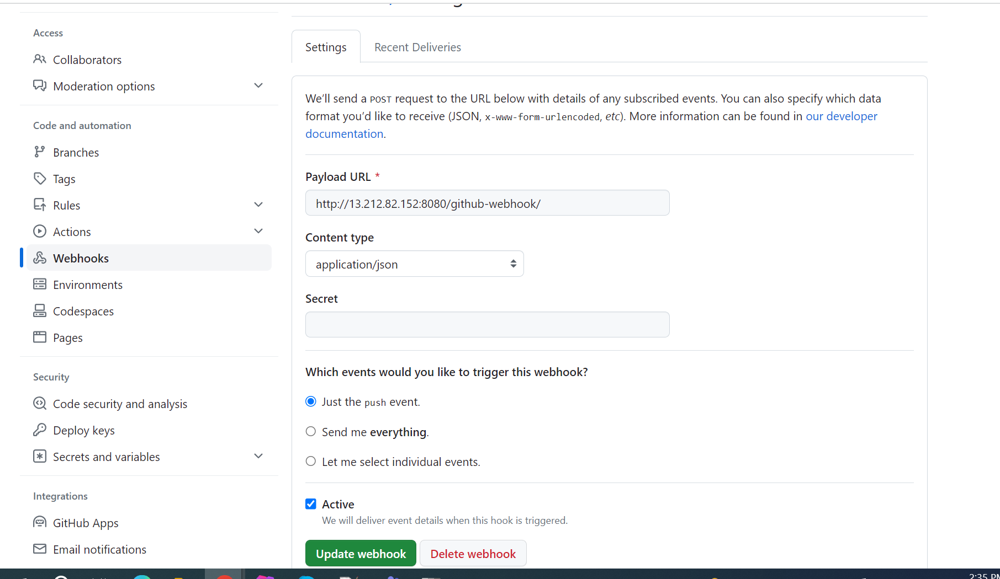 Access
Collaborators
Moderation options
Code and automation
Branches
Tags
Rules
Actions
Webhooks
Environments
Codespaces
Pages
Security
Code security and analysis
Deploy keys
Secrets and variables
Integrations
GitHub Apps
Email notifications
Settings
Recent Deliveries
We’ll send a POST request to the URL below with details of any subscribed events. You can also specify which data
format you’d like to receive (JSON, x-www-form-urlencoded, etc). More information can be found in our developer
documentation.
Payload URL *
http://13.212.82.152:8080/github-webhook/
Content type
application/json
Secret
Which events would you like to trigger this webhook?
Just the push event.
Send me everything.
Let me select individual events.
Active
We will deliver event details when this hook is triggered.
Update webhook
Delete webhook
2:35 PM